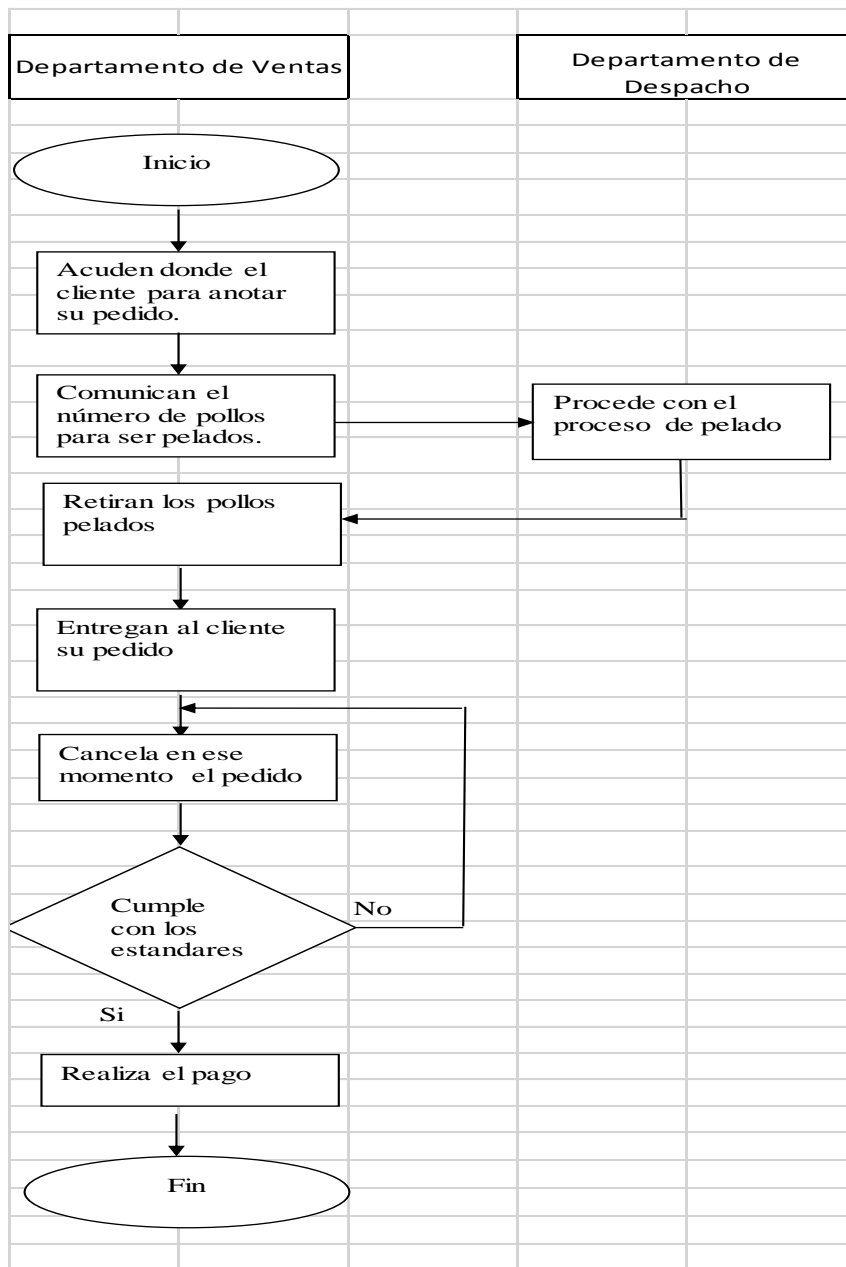 Departamento de Ventas
Departamento de
Despacho
Inicio
Acuden donde el
cliente para anotar
su pedido.
Comunican el
número de pollos
para ser pelados.
Procede con el
proceso de pelado
Retiran los pollos
pelados
Entregan al cliente
su pedido
Cancela en ese
momento el pedido
Cumple
con los
estandares
No
Si
Realiza el pago
Fin